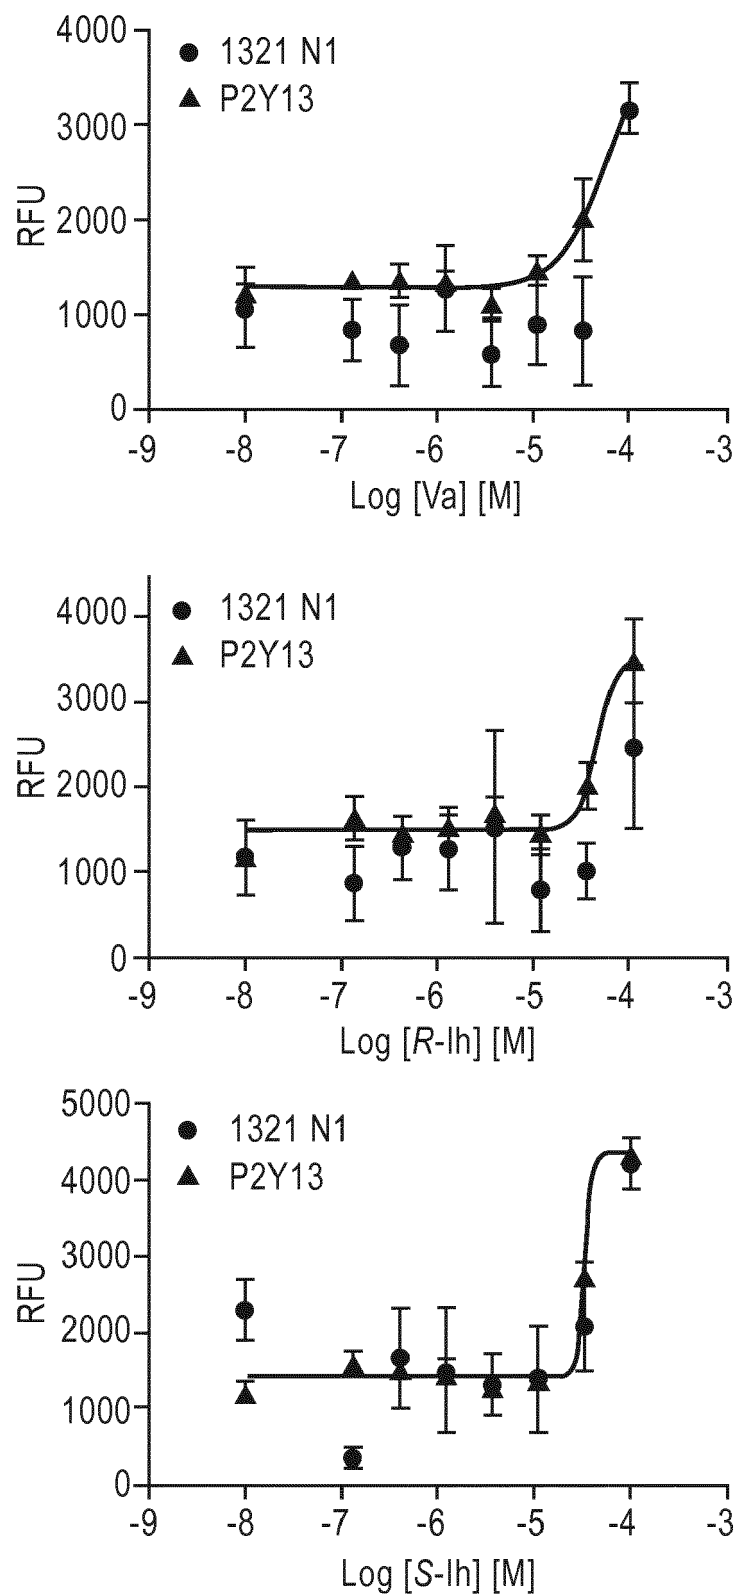 4000
3000
2000
1000
0
RFU
1321 N1
P2Y13
-9 -8 -7 -6 -5 -4 -3
Log [Va] [M]
4000
3000
2000
1000
0
RFU
1321 N1
P2Y13
-9 -8 -7 -6 -5 -4 -3
Log [R-Ih] [M]
5000
4000
3000
2000
1000
0
RFU
1321 N1
P2Y13
-9 -8 -7 -6 -5 -4 -3
Log [S-Ih] [M]